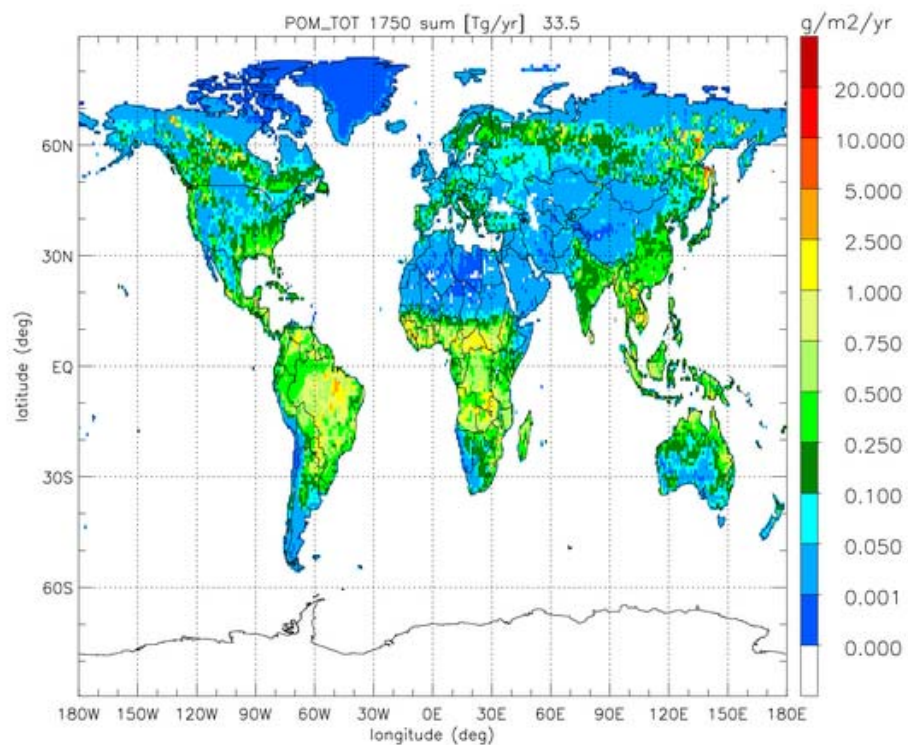 POM_TOT 1750 sum [Tg/yr] 33.5
g/m2/yr
20.000
10.000
5.000
2.500
1.000
0.750
0.500
0.250
0.100
0.050
0.001
0.000
60N
30N
EQ
30S
60S
latitude (deg)
180W 150W 120W 90W 60W 30W 0E 30E 60E 90E 120E 150E 180E
longitude (deg)